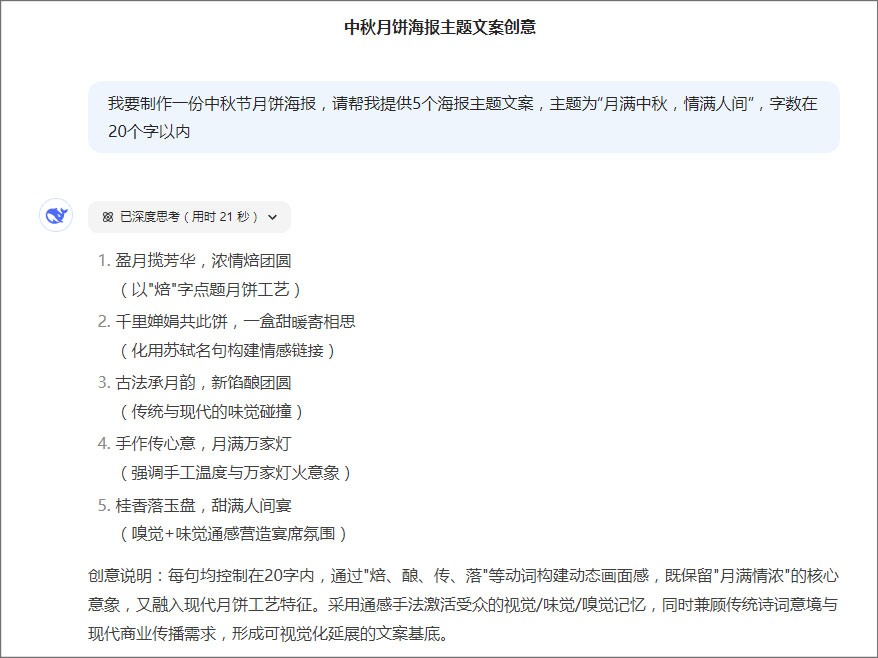 中秋月饼海报主题文案创意
我要制作一份中秋节月饼海报，请帮我提供5个海报主题文案，主题为“月满中秋，情满人间”，字数在
20个字以内
已深度思考（用时 21 秒）
1. 盈月揽芳华，浓情焙团圆
（以"焙"字点题月饼工艺）
2. 千里婵娟共此饼，一盒甜暖寄相思
（化用苏轼名句构建情感链接）
3. 古法承月韵，新馅酿团圆
（传统与现代的味觉碰撞）
4. 手作传心意，月满万家灯
（强调手工温度与万家灯火意象）
5. 桂香落玉盘，甜满人间宴
（嗅觉+味觉通感营造宴席氛围）
创意说明：每句均控制在20字内，通过"焙、酿、传、落"等动词构建动态画面感，既保留"月满情浓"的核心
意象，又融入现代月饼工艺特征。采用通感手法激活受众的视觉/味觉/嗅觉记忆，同时兼顾传统诗词意境与
现代商业传播需求，形成可视觉化延展的文案基底。